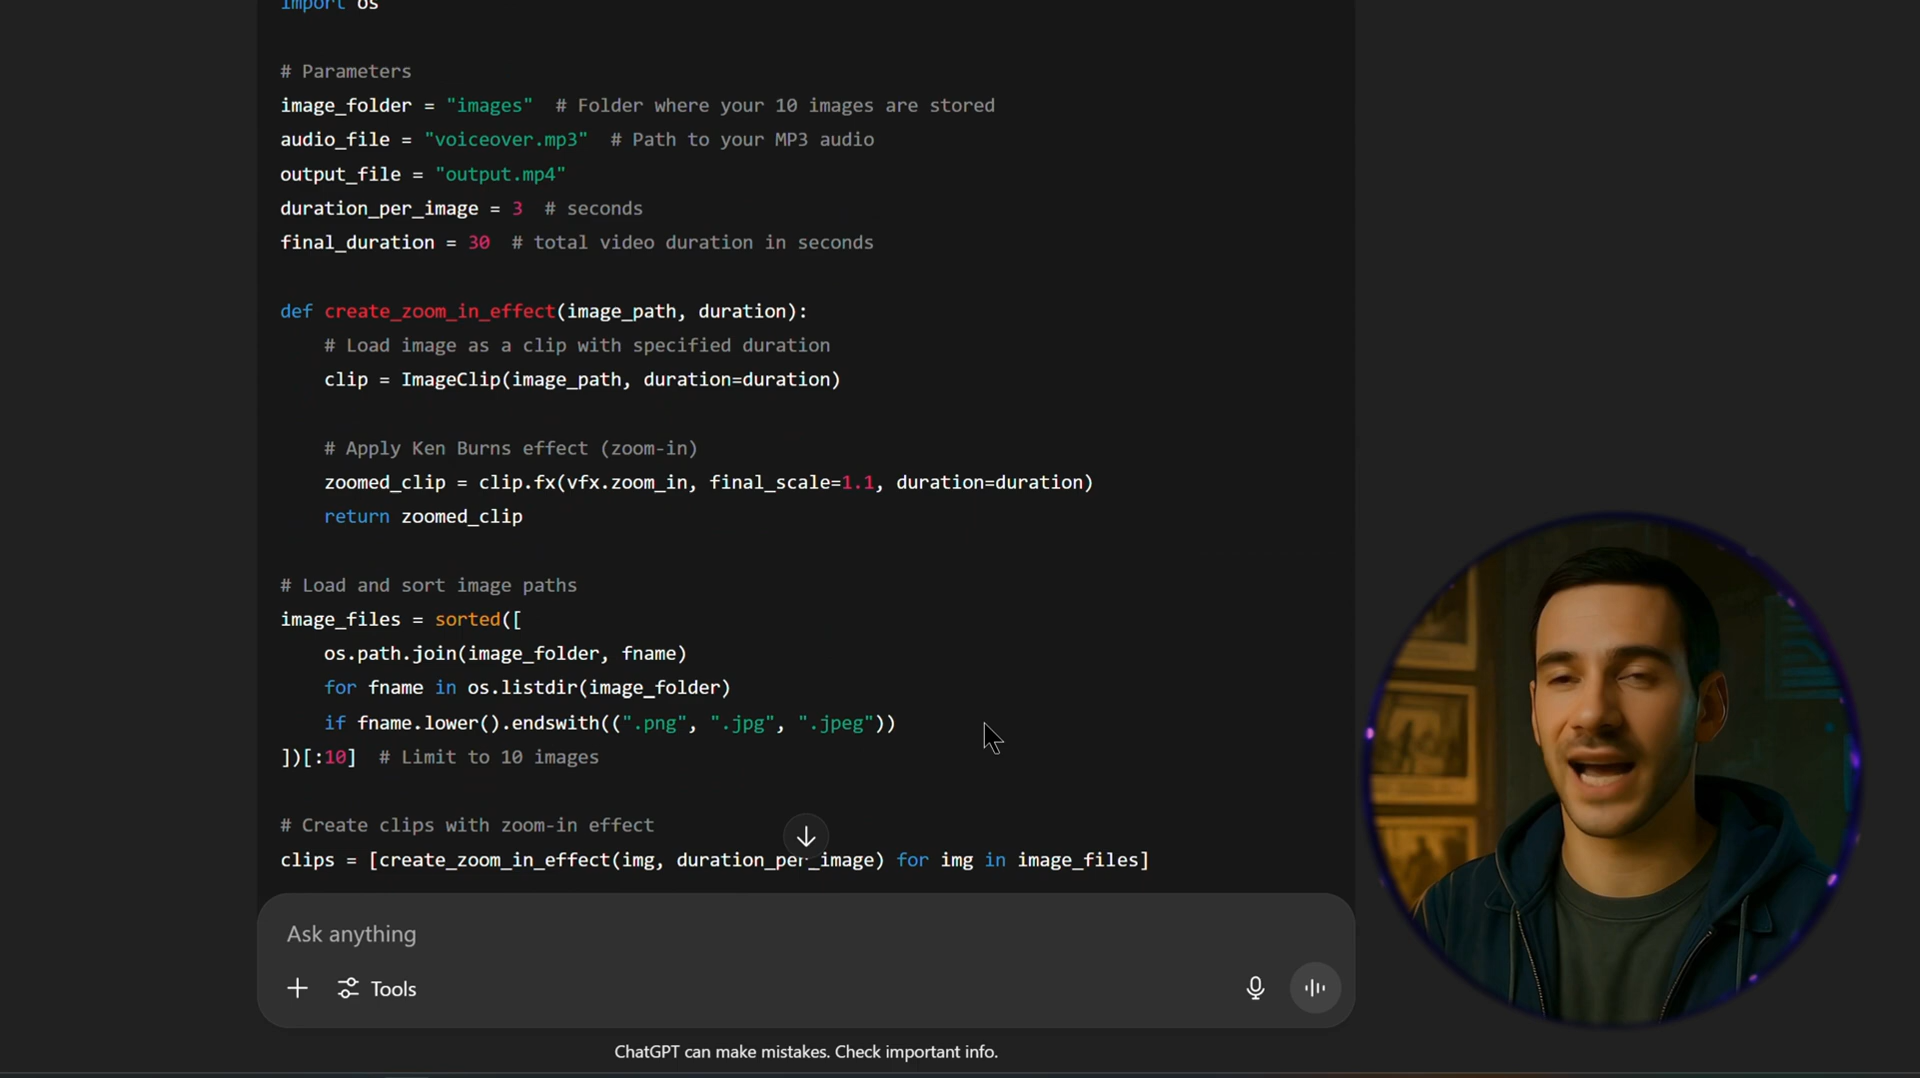 import os
# Parameters
image_folder = "images"  # Folder where your 10 images are stored
audio_file = "voiceover.mp3"  # Path to your MP3 audio
output_file = "output.mp4"
duration_per_image = 3  # seconds
final_duration = 30  # total video duration in seconds
def create_zoom_in_effect(image_path, duration):
    # Load image as a clip with specified duration
    clip = ImageClip(image_path, duration=duration)
    # Apply Ken Burns effect (zoom-in)
    zoomed_clip = clip.fx(vfx.zoom_in, final_scale=1.1, duration=duration)
    return zoomed_clip
# Load and sort image paths
image_files = sorted([
    os.path.join(image_folder, fname)
    for fname in os.listdir(image_folder)
    if fname.lower().endswith((".png", ".jpg", ".jpeg"))
])[:10]  # Limit to 10 images
# Create clips with zoom-in effect
clips = [create_zoom_in_effect(img, duration_per_image) for img in image_files]
Ask anything
Tools
ChatGPT can make mistakes. Check important info.